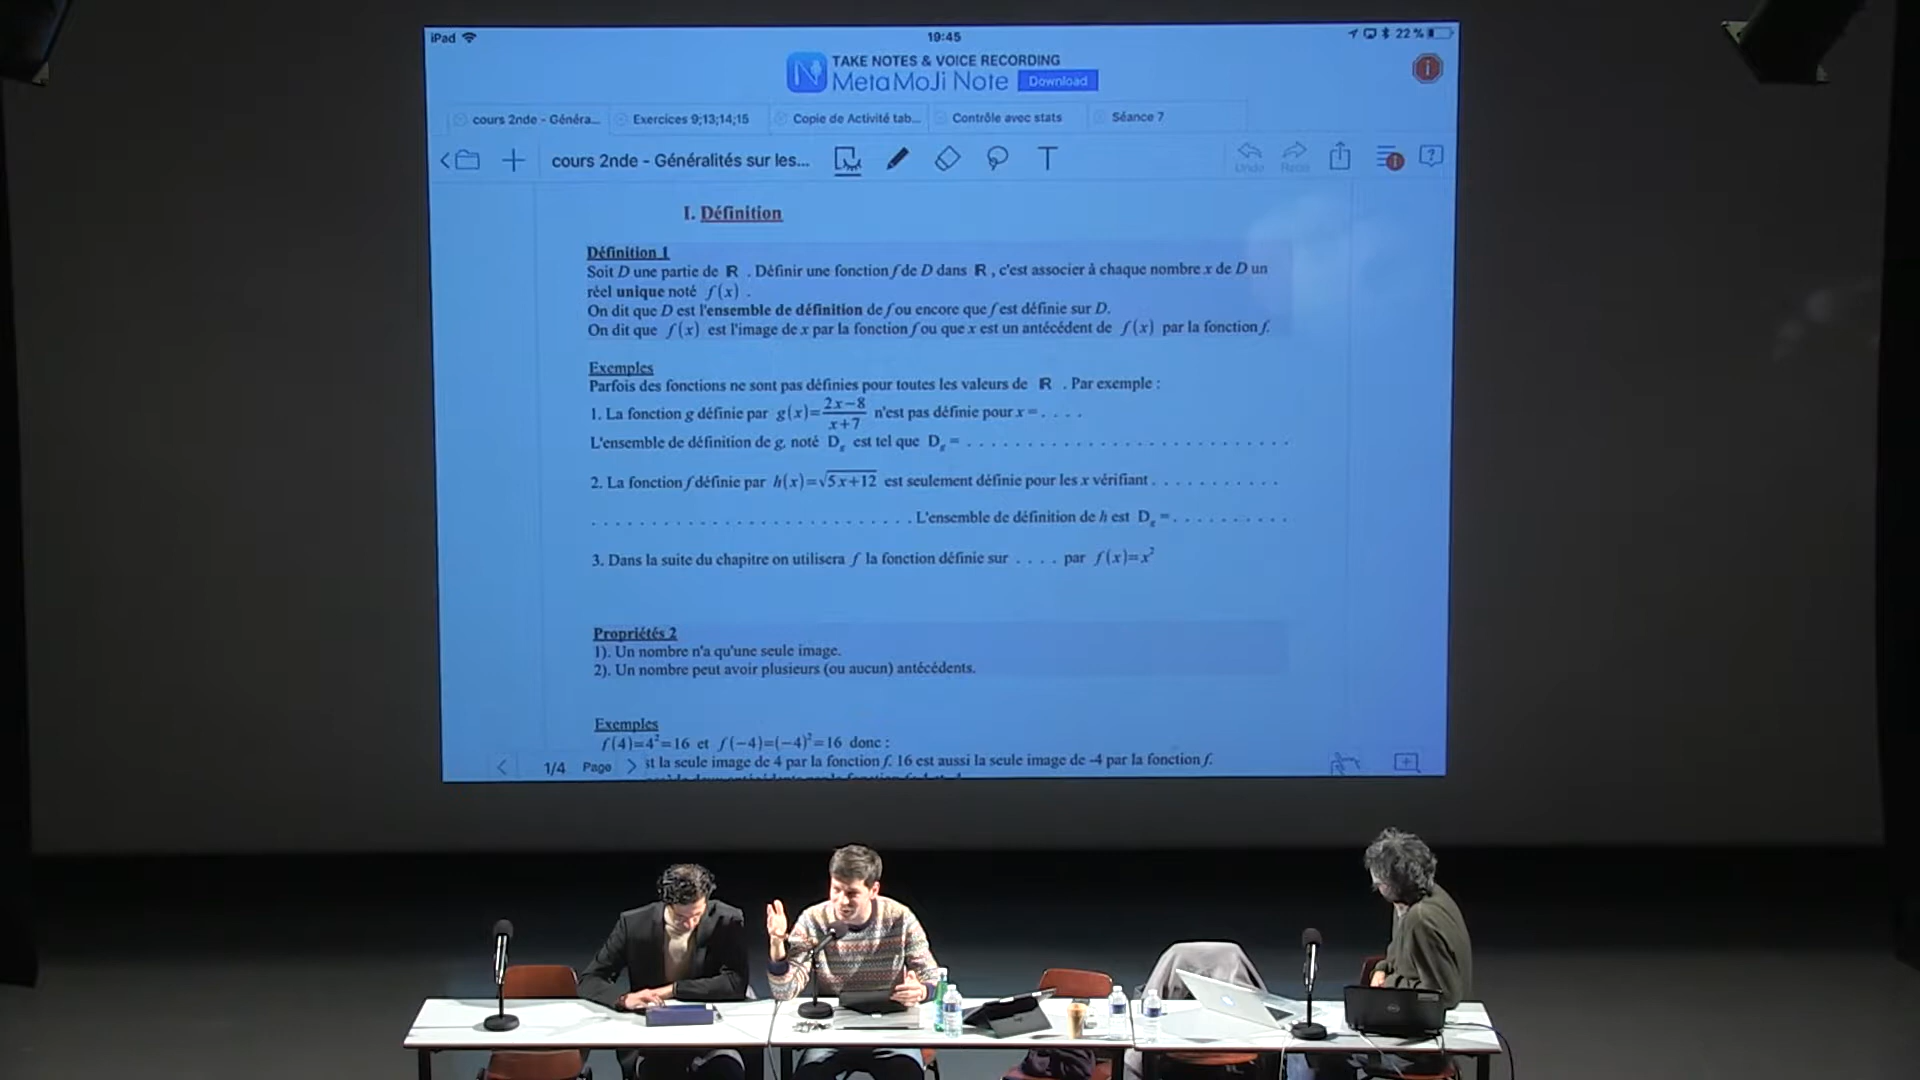 iPad 19:45 22 %
TAKE NOTES & VOICE RECORDING
MetaMoJi Note Download
cours 2nde - Généra... Exercices 9;13;14;15 Copie de Activité tab... Contrôle avec stats Séance 7
cours 2nde - Généralités sur les... T
Undo Redo
I. Définition
Définition 1
Soit D une partie de ℝ . Définir une fonction f de D dans ℝ , c'est associer à chaque nombre x de D un
réel unique noté f(x) .
On dit que D est l'ensemble de définition de f ou encore que f est définie sur D.
On dit que f(x) est l'image de x par la fonction f ou que x est un antécédent de f(x) par la fonction f.
Exemples
Parfois des fonctions ne sont pas définies pour toutes les valeurs de ℝ . Par exemple :
1. La fonction g définie par g(x)=(2x−8)/(x+7) n'est pas définie pour x = . . . .
L'ensemble de définition de g, noté D_g est tel que D_g = . . . . . . . . . . . . . . . . . . . . . . . . . . . . .
2. La fonction f définie par h(x)=√(5x+12) est seulement définie pour les x vérifiant . . . . . . . . . . .
. . . . . . . . . . . . . . . . . . . . . . . . . . . . L'ensemble de définition de h est D_g = . . . . . . . . . . .
3. Dans la suite du chapitre on utilisera f la fonction définie sur . . . . par f(x)=x²
Propriétés 2
1). Un nombre n'a qu'une seule image.
2). Un nombre peut avoir plusieurs (ou aucun) antécédents.
Exemples
f(4)=4²=16 et f(−4)=(−4)²=16 donc :
st la seule image de 4 par la fonction f. 16 est aussi la seule image de -4 par la fonction f.
1/4 Page